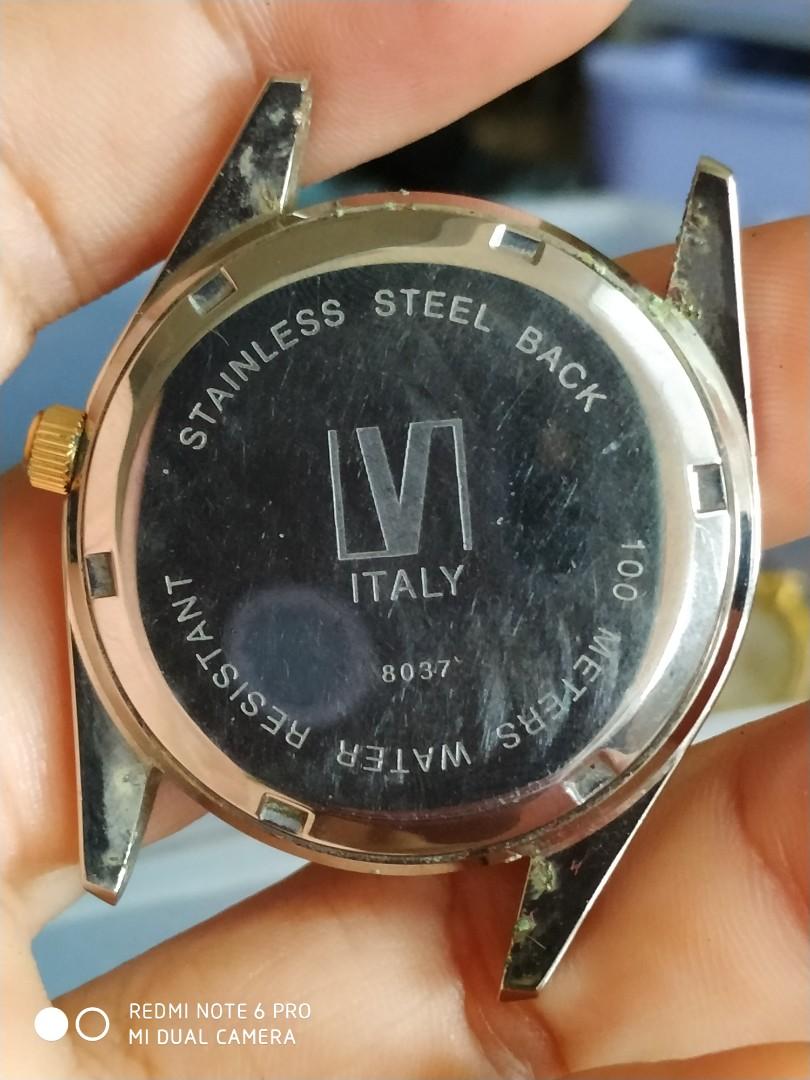 STAINLESS STEEL BACK
ITALY
8037
100 METERS WATER RESISTANT
REDMI NOTE 6 PRO
MI DUAL CAMERA